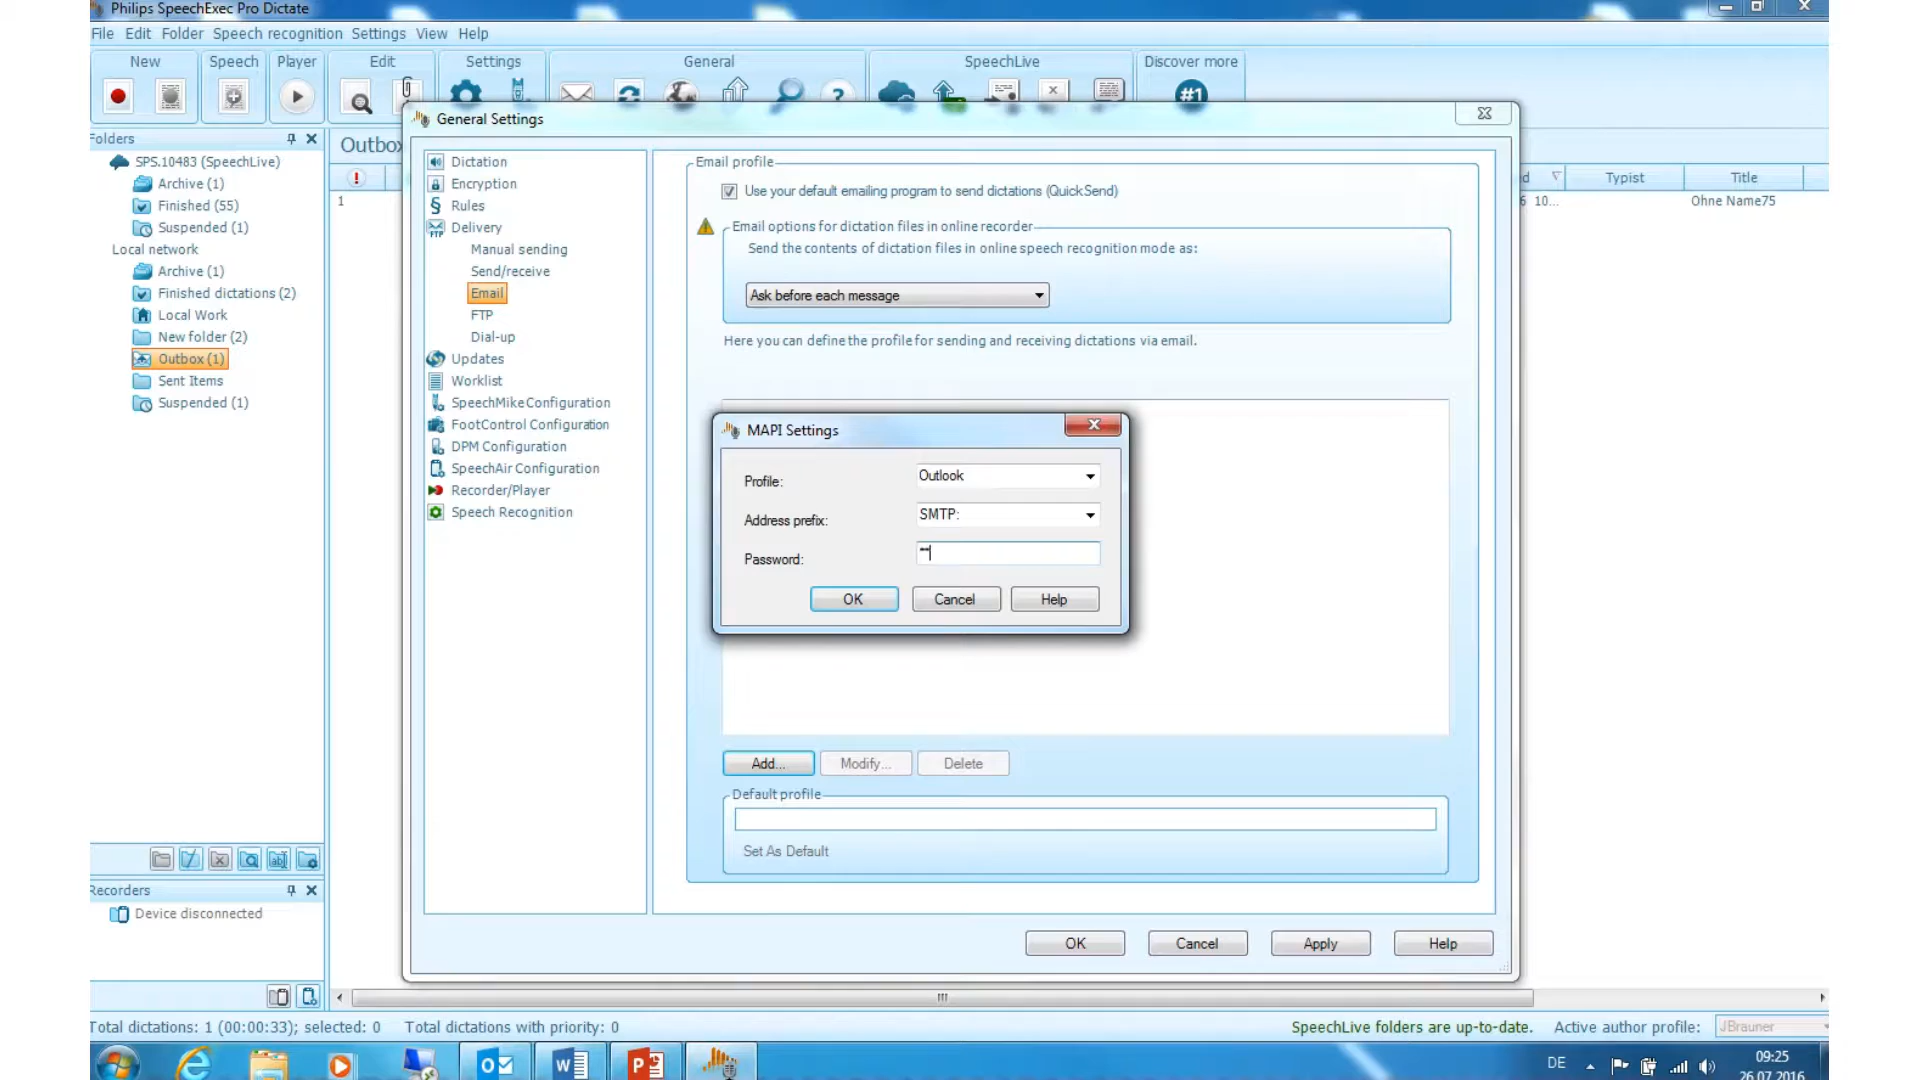 Philips SpeechExec Pro Dictate
File Edit Folder Speech recognition Settings View Help
New Speech Player Edit Settings General SpeechLive Discover more
#1
Folders
SPS.10483 (SpeechLive)
Archive (1)
Finished (55)
Suspended (1)
Local network
Archive (1)
Finished dictations (2)
Local Work
New folder (2)
Outbox (1)
Sent Items
Suspended (1)
Recorders
Device disconnected
Typist Title
1 Ohne Name75
General Settings
Dictation
Encryption
Rules
Delivery
Manual sending
Send/receive
Email
FTP
Dial-up
Updates
Worklist
SpeechMike Configuration
FootControl Configuration
DPM Configuration
SpeechAir Configuration
Recorder/Player
Speech Recognition
Email profile
Use your default emailing program to send dictations (QuickSend)
Email options for dictation files in online recorder
Send the contents of dictation files in online speech recognition mode as:
Ask before each message
Here you can define the profile for sending and receiving dictations via email.
MAPI Settings
Profile: Outlook
Address prefix: SMTP:
Password: **
OK Cancel Help
Add... Modify... Delete
Default profile
Set As Default
OK Cancel Apply Help
Total dictations: 1 (00:00:33); selected: 0 Total dictations with priority: 0 SpeechLive folders are up-to-date. Active author profile: JBrauner
DE 09:25
26.07.2016